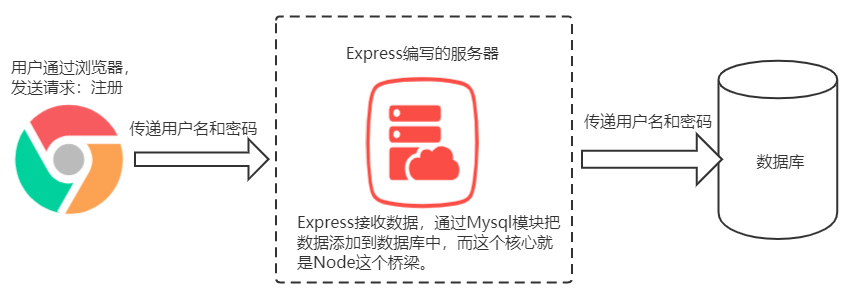 用户通过浏览器，
发送请求：注册
传递用户名和密码
Express编写的服务器
Express接收数据，通过Mysql模块把
数据添加到数据库中，而这个核心就
是Node这个桥梁。
传递用户名和密码
数据库